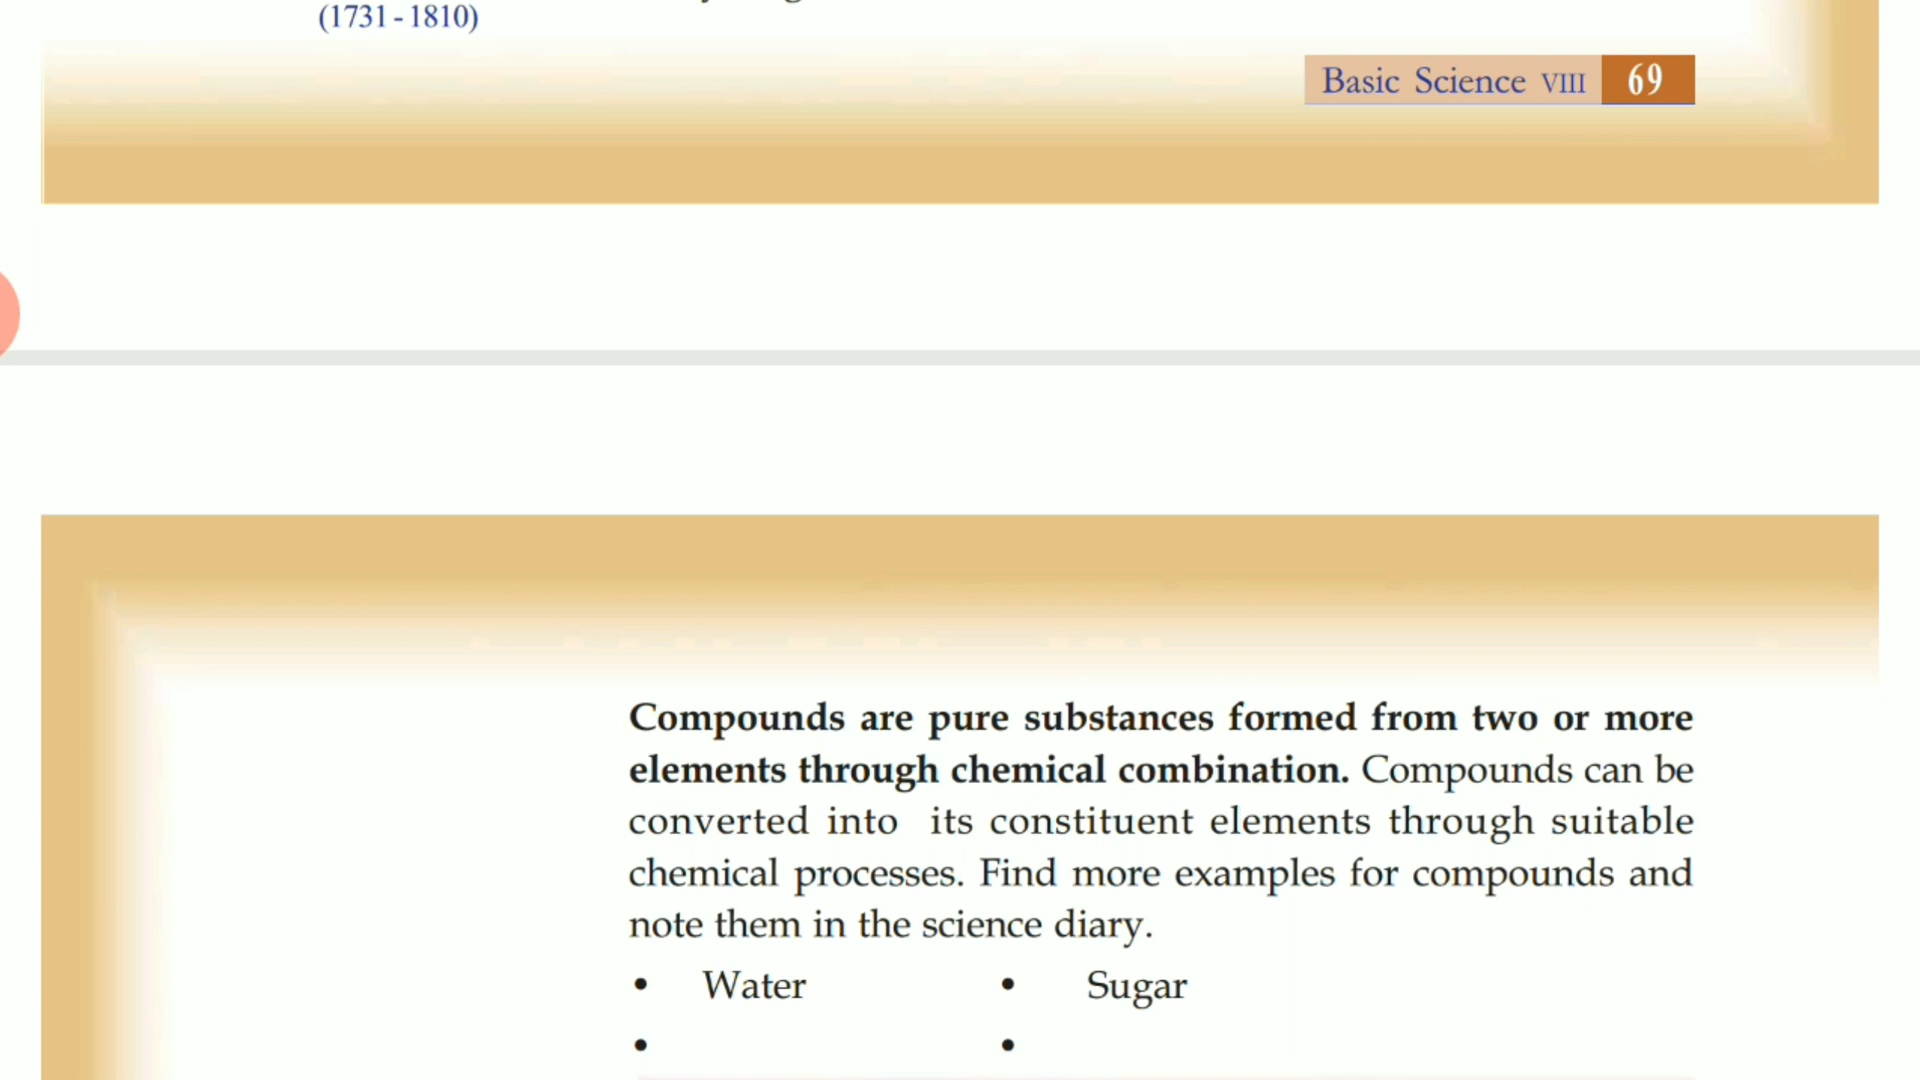 (1731 - 1810)
Basic Science VIII 69
Compounds are pure substances formed from two or more
elements through chemical combination. Compounds can be
converted into its constituent elements through suitable
chemical processes. Find more examples for compounds and
note them in the science diary.
• Water • Sugar
• •